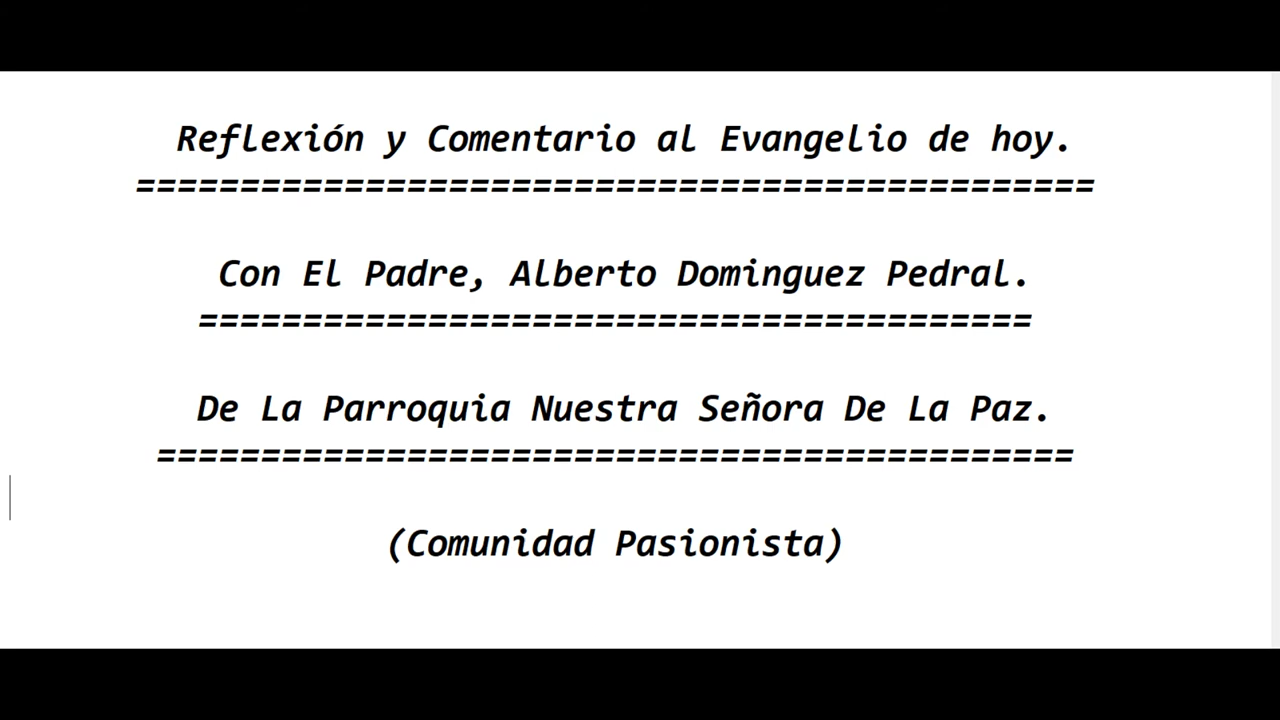 Reflexión y Comentario al Evangelio de hoy.
==============================================
Con El Padre, Alberto Dominguez Pedral.
========================================
De La Parroquia Nuestra Señora De La Paz.
============================================
(Comunidad Pasionista)